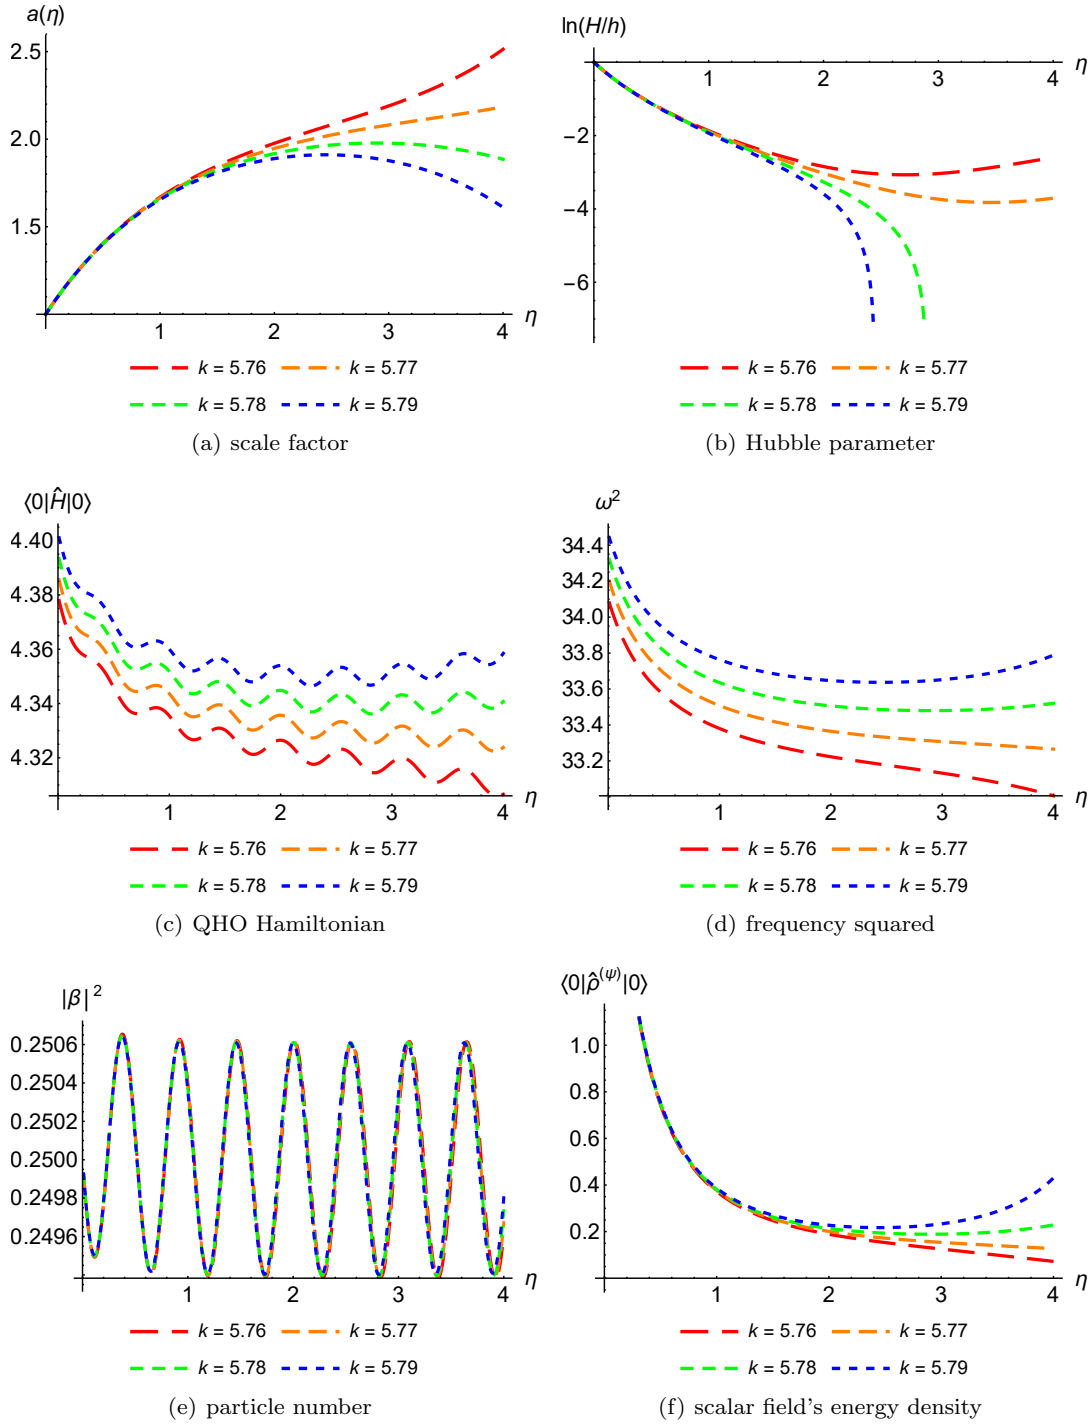 a(η)
2.5
2.0
1.5
1 2 3 4 η
k = 5.76 k = 5.77
k = 5.78 k = 5.79
(a) scale factor
ln(H/h)
1 2 3 4 η
−2
−4
−6
k = 5.76 k = 5.77
k = 5.78 k = 5.79
(b) Hubble parameter
⟨0|Ĥ|0⟩
4.40
4.38
4.36
4.34
4.32
1 2 3 4 η
k = 5.76 k = 5.77
k = 5.78 k = 5.79
(c) QHO Hamiltonian
ω²
34.4
34.2
34.0
33.8
33.6
33.4
33.2
1 2 3 4 η
k = 5.76 k = 5.77
k = 5.78 k = 5.79
(d) frequency squared
|β|²
0.2506
0.2504
0.2502
0.2500
0.2498
0.2496
1 2 3 4 η
k = 5.76 k = 5.77
k = 5.78 k = 5.79
(e) particle number
⟨0|ρ̂^(ψ)|0⟩
1.0
0.8
0.6
0.4
0.2
1 2 3 4 η
k = 5.76 k = 5.77
k = 5.78 k = 5.79
(f) scalar field's energy density